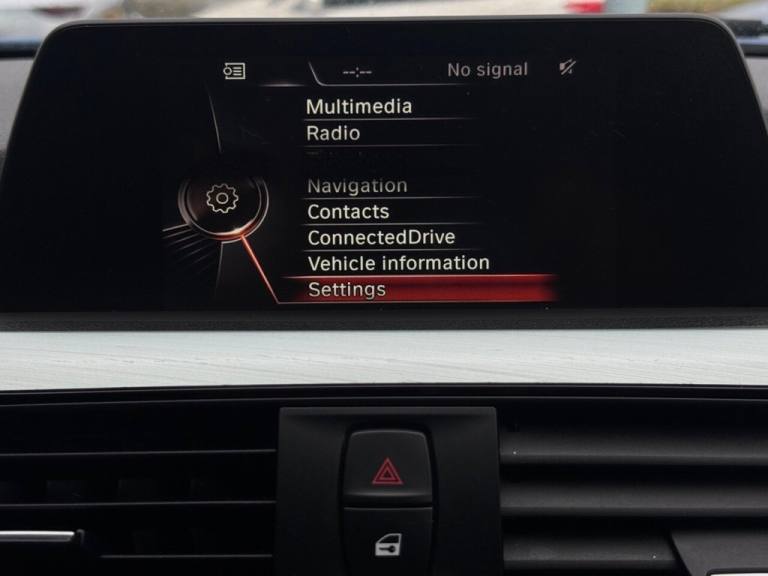 --:-- No signal
Multimedia
Radio
Navigation
Contacts
ConnectedDrive
Vehicle information
Settings